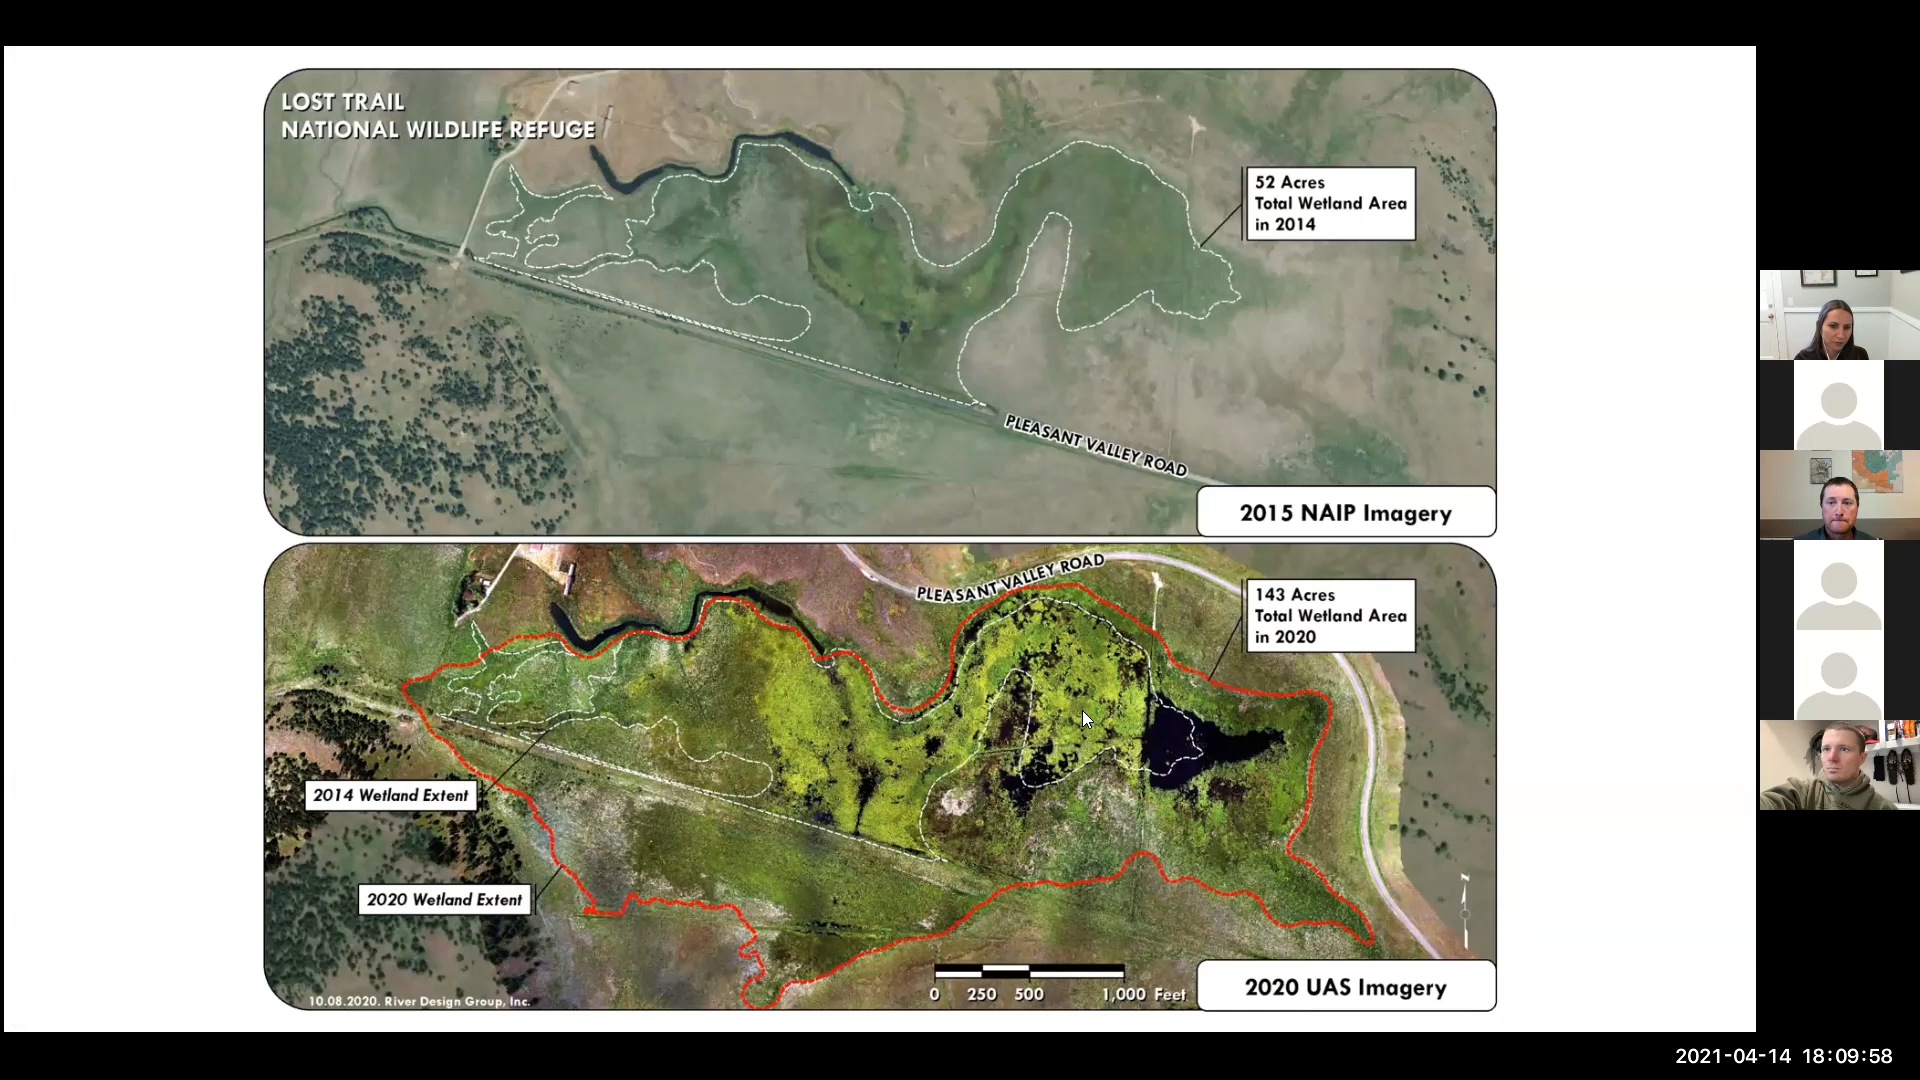 LOST TRAIL
NATIONAL WILDLIFE REFUGE
52 Acres
Total Wetland Area
in 2014
PLEASANT VALLEY ROAD
2015 NAIP Imagery
PLEASANT VALLEY ROAD
143 Acres
Total Wetland Area
in 2020
2014 Wetland Extent
2020 Wetland Extent
N
0 250 500 1,000 Feet
10.08.2020. River Design Group, Inc.
2020 UAS Imagery
2021-04-14 18:09:58